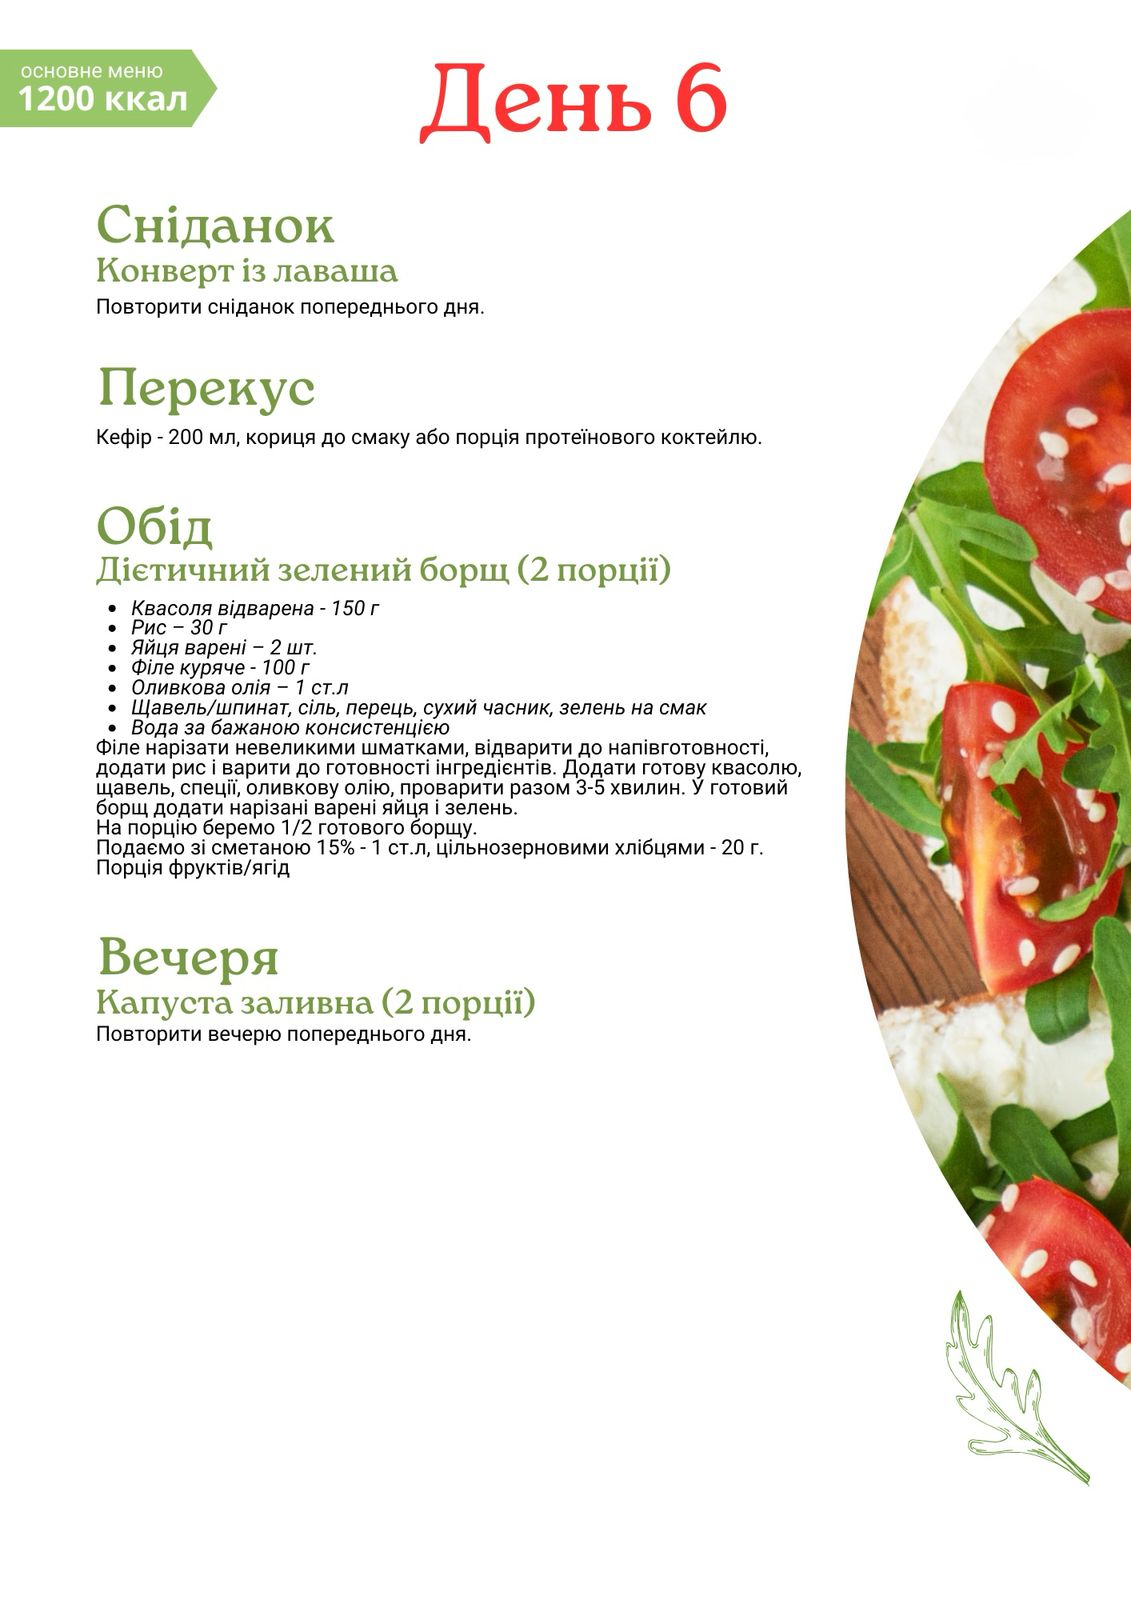 основне меню
1200 ккал
День 6
Сніданок
Конверт із лаваша
Повторити сніданок попереднього дня.
Перекус
Кефір - 200 мл, кориця до смаку або порція протеїнового коктейлю.
Обід
Дієтичний зелений борщ (2 порції)
• Квасоля відварена - 150 г
• Рис – 30 г
• Яйця варені – 2 шт.
• Філе куряче - 100 г
• Оливкова олія – 1 ст.л
• Щавель/шпинат, сіль, перець, сухий часник, зелень на смак
• Вода за бажаною консистенцією
Філе нарізати невеликими шматками, відварити до напівготовності,
додати рис і варити до готовності інгредієнтів. Додати готову квасолю,
щавель, спеції, оливкову олію, проварити разом 3-5 хвилин. У готовий
борщ додати нарізані варені яйця і зелень.
На порцію беремо 1/2 готового борщу.
Подаємо зі сметаною 15% - 1 ст.л, цільнозерновими хлібцями - 20 г.
Порція фруктів/ягід
Вечеря
Капуста заливна (2 порції)
Повторити вечерю попереднього дня.